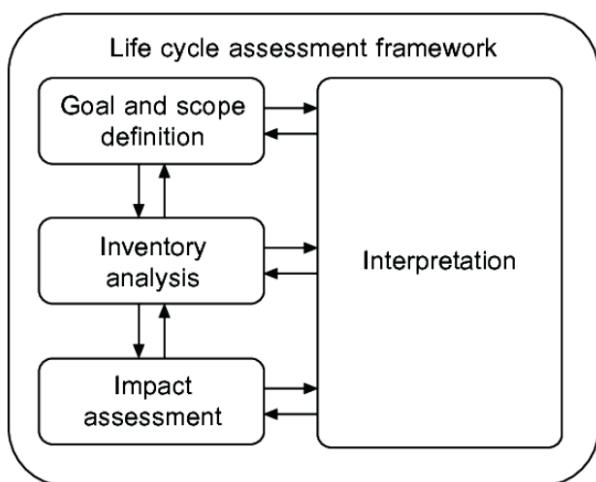 Life cycle assessment framework
Goal and scope
definition
Inventory
analysis
Impact
assessment
Interpretation